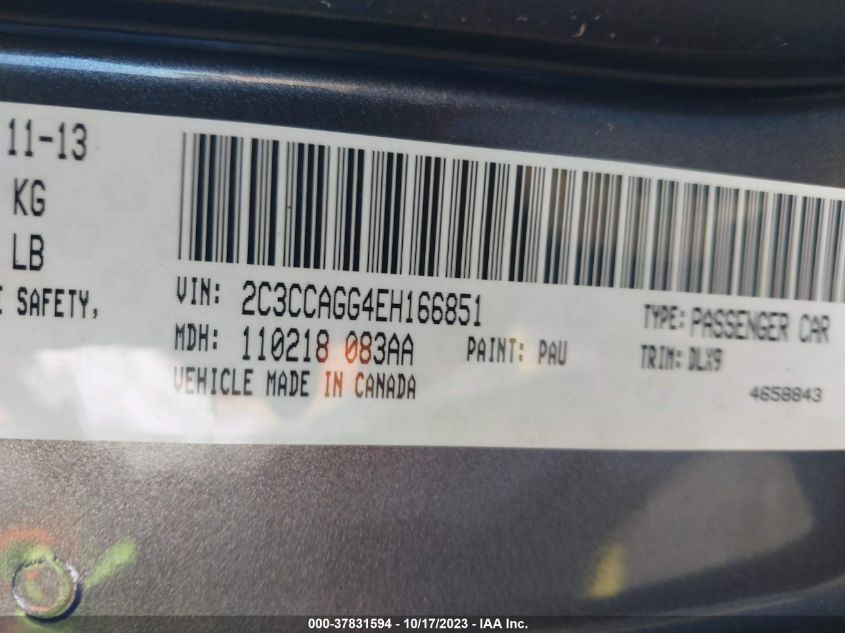 11-13
KG
LB
E SAFETY,
VIN: 2C3CCAGG4EH166851
TYPE: PASSENGER CAR
MDH: 110218 083AA
PAINT: PAU
TRIM: DLX9
VEHICLE MADE IN CANADA
4658843
000-37831594 - 10/17/2023 - IAA Inc.